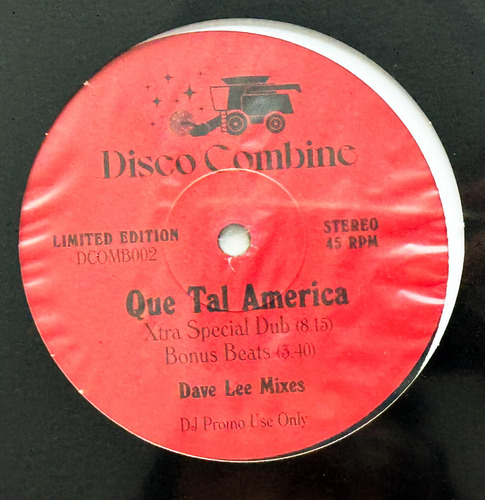 Disco Combine
LIMITED EDITION
DCOMB002
STEREO
45 RPM
Que Tal America
Xtra Special Dub (8.15)
Bonus Beats (3.40)
Dave Lee Mixes
DJ Promo Use Only